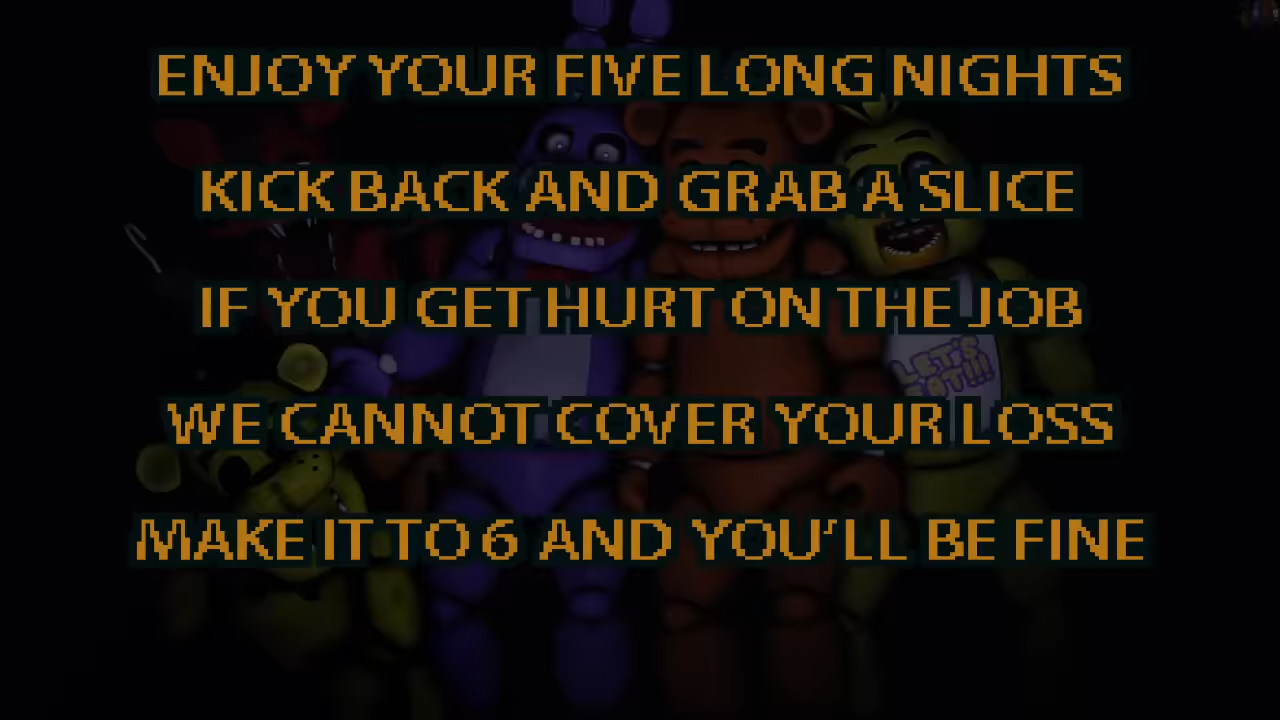 ENJOY YOUR FIVE LONG NIGHTS
KICK BACK AND GRAB A SLICE
IF YOU GET HURT ON THE JOB
WE CANNOT COVER YOUR LOSS
MAKE IT TO 6 AND YOU'LL BE FINE
LET'S